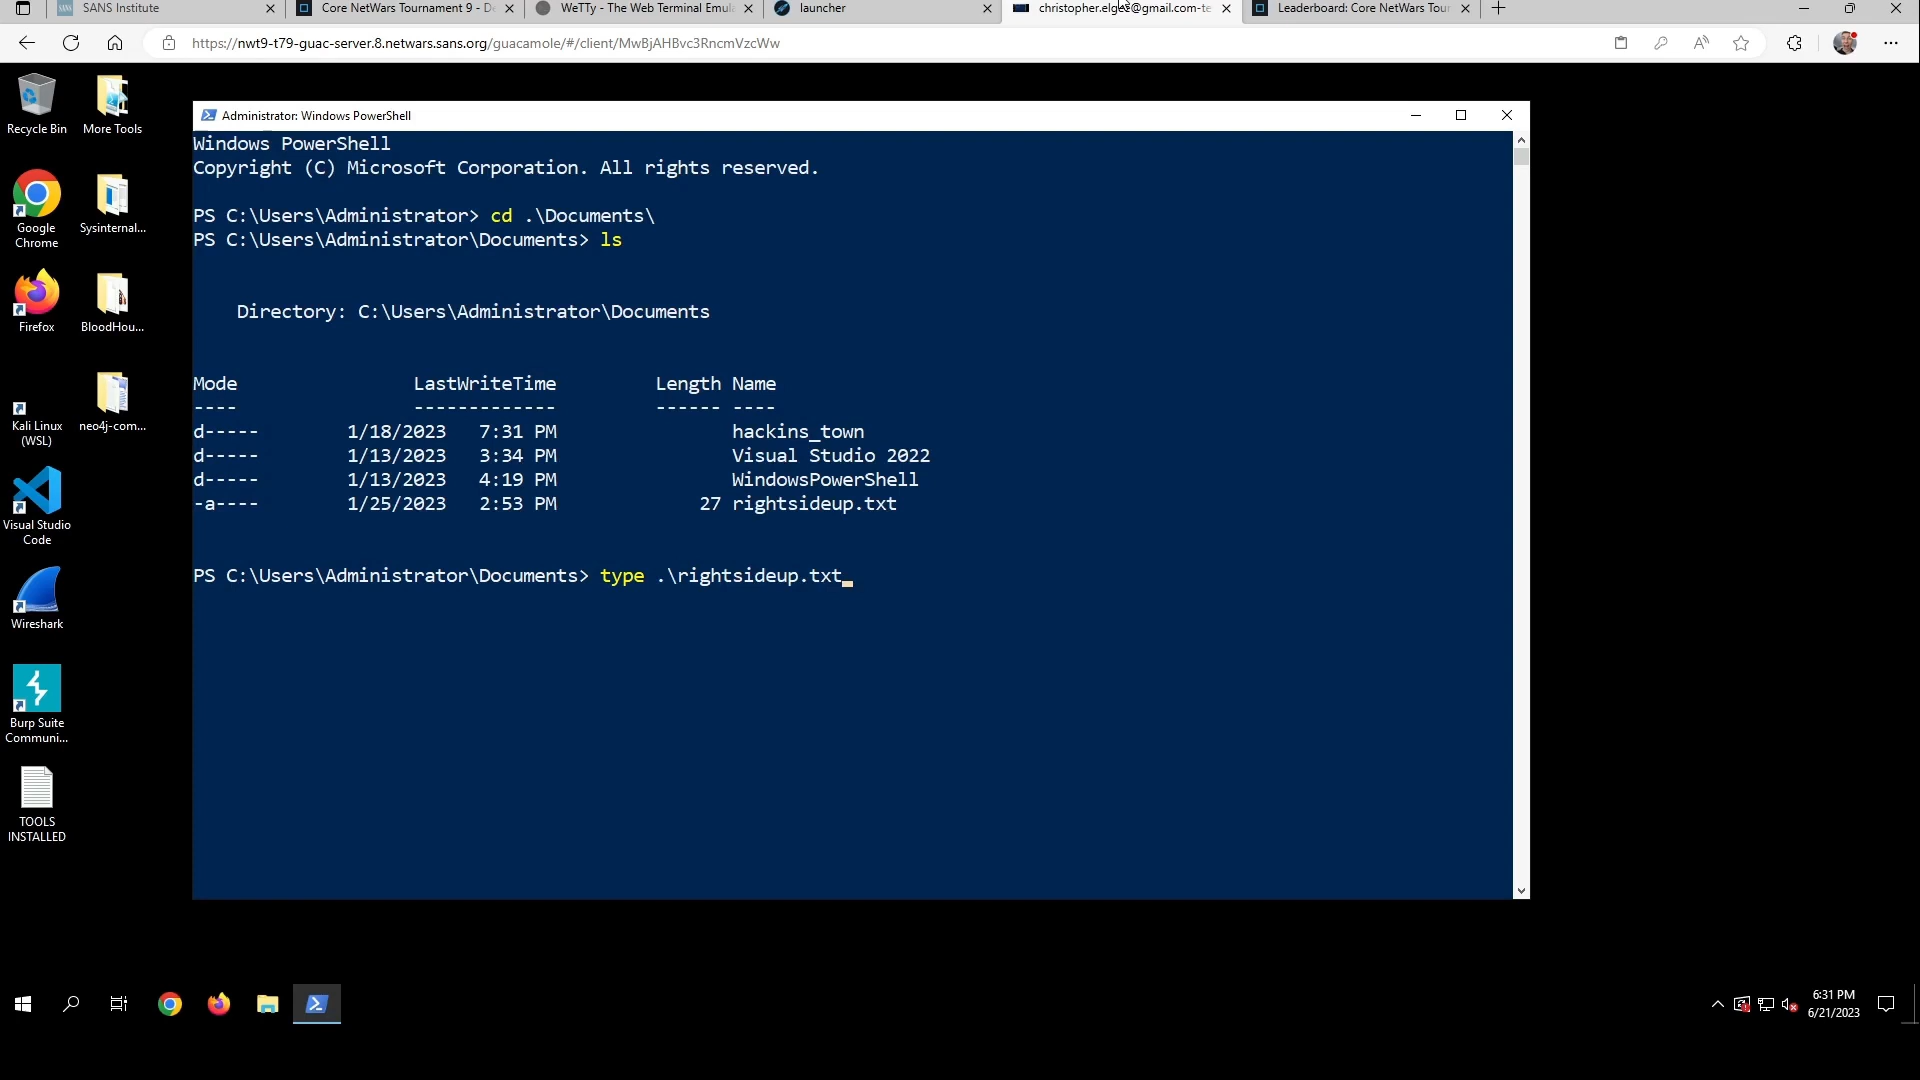 SANS Institute
Core NetWars Tournament 9 - De
WeTTy - The Web Terminal Emula
launcher
christopher.elgee@gmail.com-te
Leaderboard: Core NetWars Tour
https://nwt9-t79-guac-server.8.netwars.sans.org/guacamole/#/client/MwBjAHBvc3RncmVzcWw
Recycle Bin
More Tools
Google
Chrome
Sysinternal...
Firefox
BloodHou...
Kali Linux
(WSL)
neo4j-com...
Visual Studio
Code
Wireshark
Burp Suite
Communi...
TOOLS
INSTALLED
Administrator: Windows PowerShell
Windows PowerShell
Copyright (C) Microsoft Corporation. All rights reserved.
PS C:\Users\Administrator> cd .\Documents\
PS C:\Users\Administrator\Documents> ls
Directory: C:\Users\Administrator\Documents
Mode LastWriteTime Length Name
---- ------------- ------ ----
d----- 1/18/2023 7:31 PM hackins_town
d----- 1/13/2023 3:34 PM Visual Studio 2022
d----- 1/13/2023 4:19 PM WindowsPowerShell
-a---- 1/25/2023 2:53 PM 27 rightsideup.txt
PS C:\Users\Administrator\Documents> type .\rightsideup.txt
6:31 PM
6/21/2023